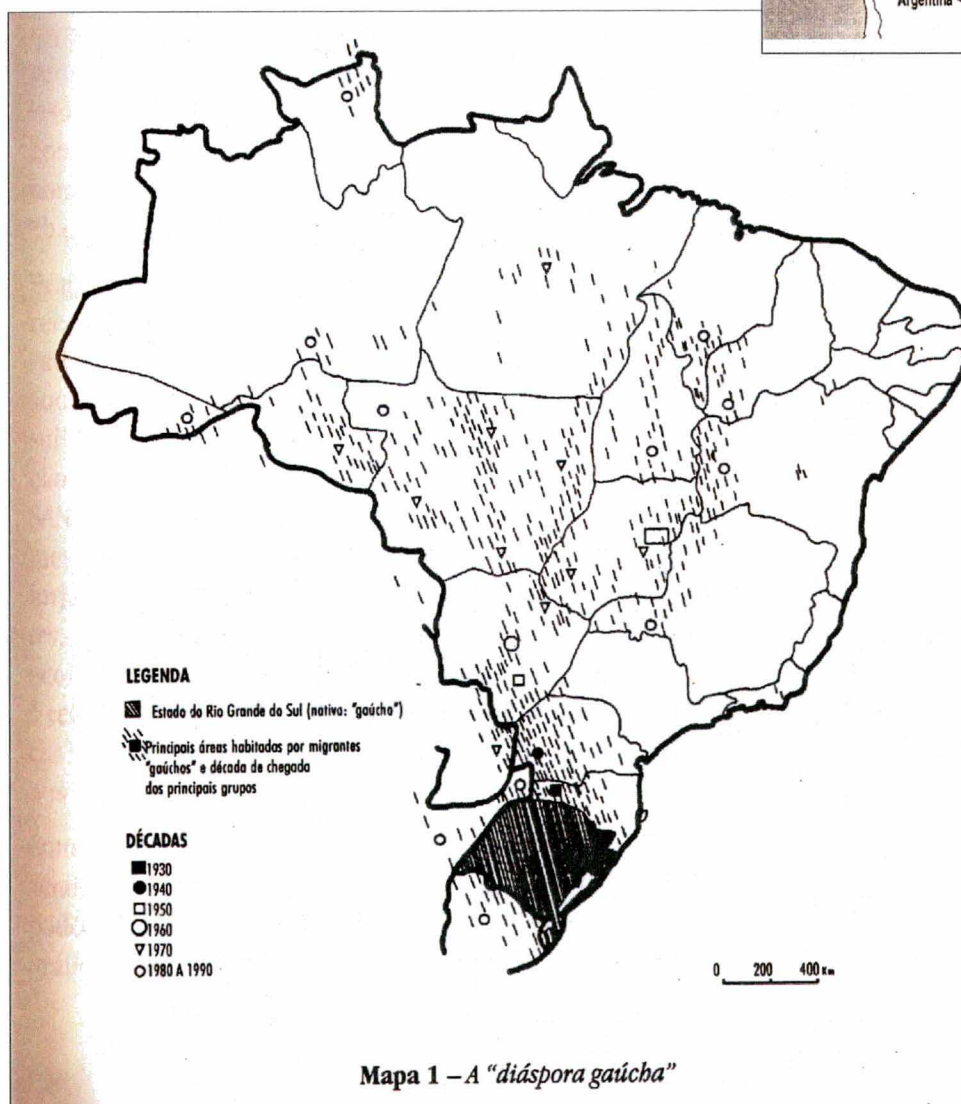 Argentina
LEGENDA
Estado do Rio Grande do Sul (nativa: "gaúcho")
Principais áreas habitadas por migrantes
"gaúchos" e década de chegada
dos principais grupos
DÉCADAS
1930
1940
1950
1960
1970
1980 A 1990
0 200 400 Km
Mapa 1 – A "diáspora gaúcha"